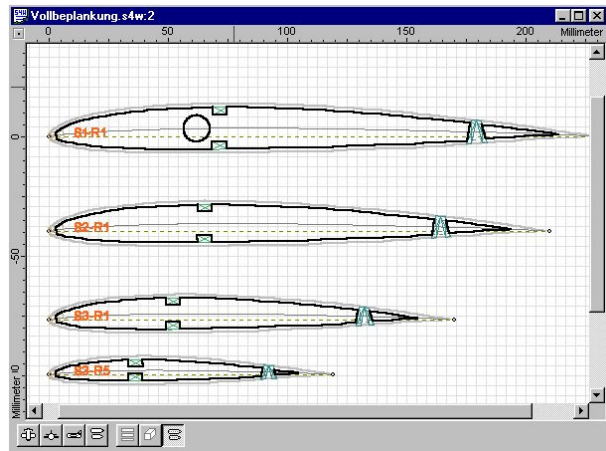 Vollbeplankung.s4w:2
0 50 100 150 200 Millimeter
0
S1-R1
S2-R1
-50
S3-R1
S3-R5
Millimeter